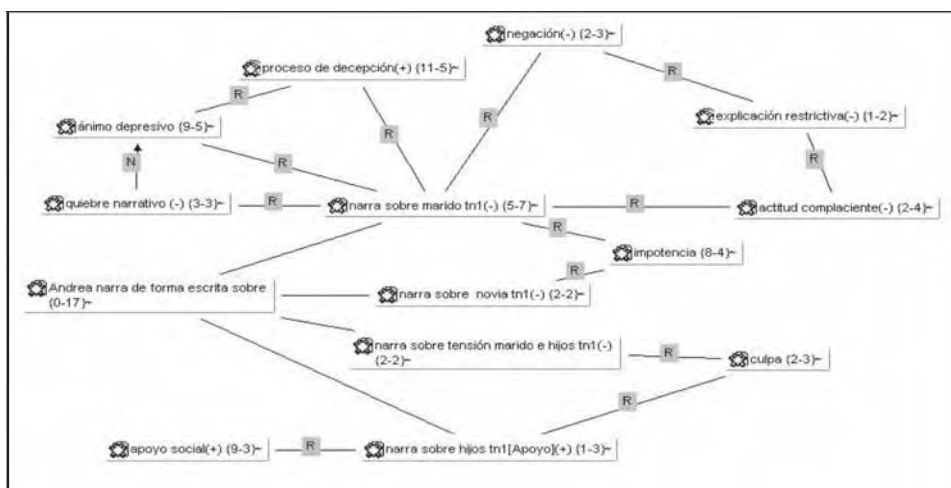 negación(-) {2-3}~
proceso de decepción(+) {11-5}~
R
R
ánimo depresivo {9-5}~
R
R
explicación restrictiva(-) {1-2}~
N
R
R
quiebre narrativo (-) {3-3}~
R
narra sobre marido tn1(-) {5-7}~
R
actitud complaciente(-) {2-4}~
R
impotencia {8-4}~
R
Andrea narra de forma escrita sobre
{0-17}~
narra sobre novia tn1(-) {2-2}~
narra sobre tensión marido e hijos tn1(-)
{2-2}~
R
culpa {2-3}~
R
apoyo social(+) {9-3}~
R
narra sobre hijos tn1[Apoyo](+) {1-3}~